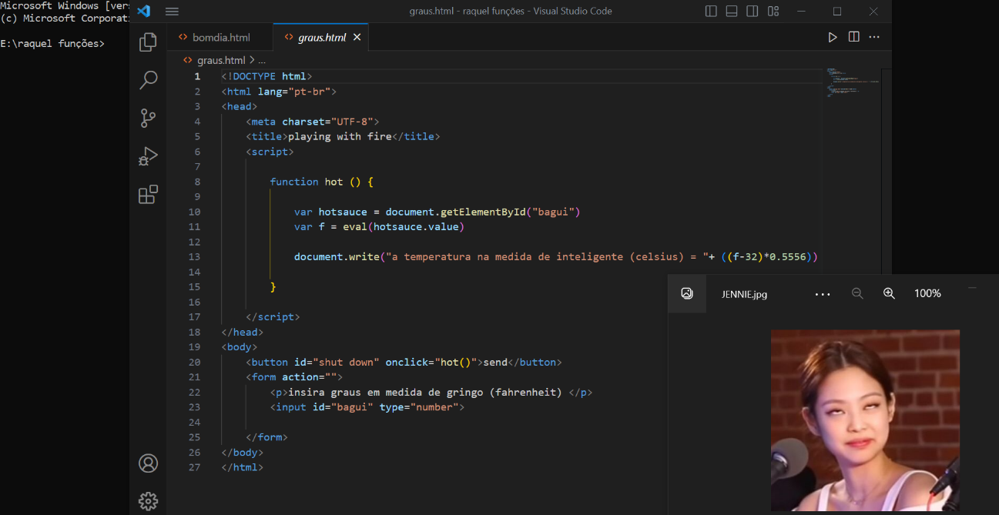 Microsoft Windows [vers
(c) Microsoft Corporati
E:\raquel funções>
graus.html - raquel funções - Visual Studio Code
bomdia.html
graus.html
graus.html > ...
1 <!DOCTYPE html>
2 <html lang="pt-br">
3 <head>
4 <meta charset="UTF-8">
5 <title>playing with fire</title>
6 <script>
7
8 function hot () {
9
10 var hotsauce = document.getElementById("bagui")
11 var f = eval(hotsauce.value)
12
13 document.write("a temperatura na medida de inteligente (celsius) = "+ ((f-32)*0.5556))
14
15 }
16
17 </script>
18 </head>
19 <body>
20 <button id="shut down" onclick="hot()">send</button>
21 <form action="">
22 <p>insira graus em medida de gringo (fahrenheit) </p>
23 <input id="bagui" type="number">
24
25 </form>
26 </body>
27 </html>
JENNIE.jpg
100%